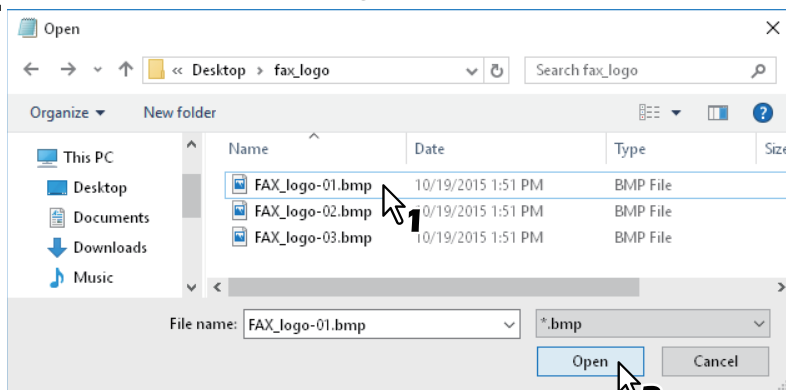 Open
« Desktop › fax_logo
Search fax_logo
Organize
New folder
Name Date Type Size
This PC
Desktop
Documents
Downloads
Music
FAX_logo-01.bmp 10/19/2015 1:51 PM BMP File
FAX_logo-02.bmp 10/19/2015 1:51 PM BMP File
FAX_logo-03.bmp 10/19/2015 1:51 PM BMP File
1
File name: FAX_logo-01.bmp *.bmp
Open Cancel